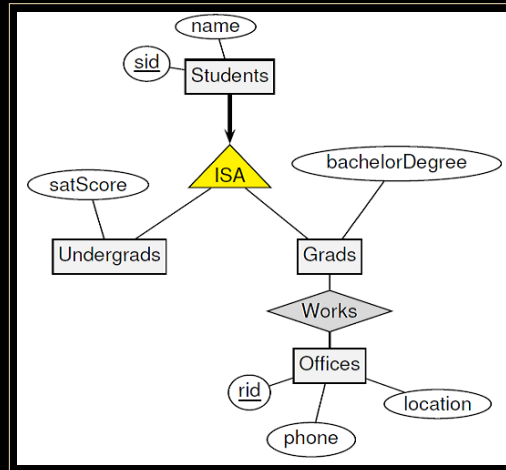 name
sid
Students
ISA
bachelorDegree
satScore
Undergrads
Grads
Works
Offices
rid
location
phone